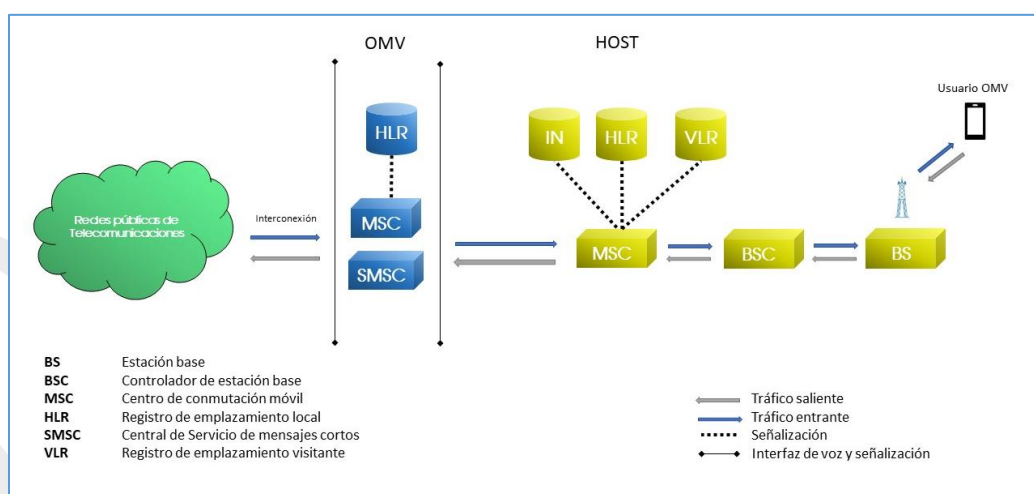 OMV
HOST
Usuario OMV
HLR
IN
HLR
VLR
Redes públicas de
Telecomunicaciones
Interconexión
MSC
SMSC
MSC
BSC
BS
BS Estación base
BSC Controlador de estación base
MSC Centro de conmutación móvil
HLR Registro de emplazamiento local
SMSC Central de Servicio de mensajes cortos
VLR Registro de emplazamiento visitante
Tráfico saliente
Tráfico entrante
Señalización
Interfaz de voz y señalización